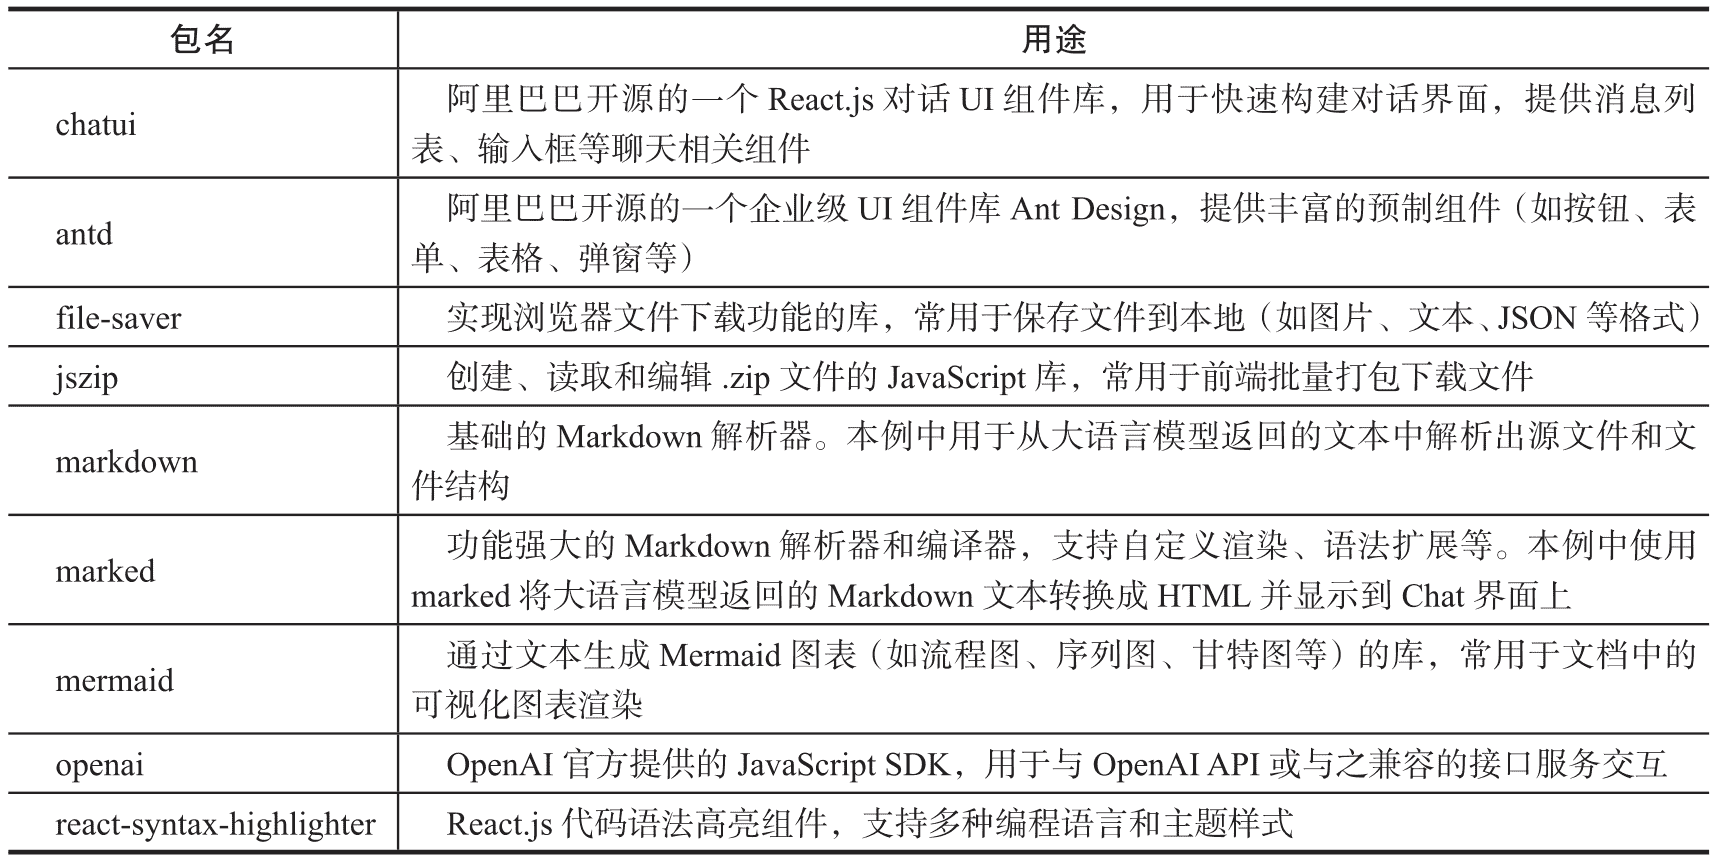 包名 用途
chatui
阿里巴巴开源的一个 React.js 对话 UI 组件库，用于快速构建对话界面，提供消息列
表、输入框等聊天相关组件
antd
阿里巴巴开源的一个企业级 UI 组件库 Ant Design，提供丰富的预制组件（如按钮、表
单、表格、弹窗等）
file-saver 实现浏览器文件下载功能的库，常用于保存文件到本地（如图片、文本、JSON 等格式）
jszip 创建、读取和编辑 .zip 文件的 JavaScript 库，常用于前端批量打包下载文件
markdown
基础的 Markdown 解析器。本例中用于从大语言模型返回的文本中解析出源文件和文
件结构
marked
功能强大的 Markdown 解析器和编译器，支持自定义渲染、语法扩展等。本例中使用
marked 将大语言模型返回的 Markdown 文本转换成 HTML 并显示到 Chat 界面上
mermaid
通过文本生成 Mermaid 图表（如流程图、序列图、甘特图等）的库，常用于文档中的
可视化图表渲染
openai OpenAI 官方提供的 JavaScript SDK，用于与 OpenAI API 或与之兼容的接口服务交互
react-syntax-highlighter React.js 代码语法高亮组件，支持多种编程语言和主题样式